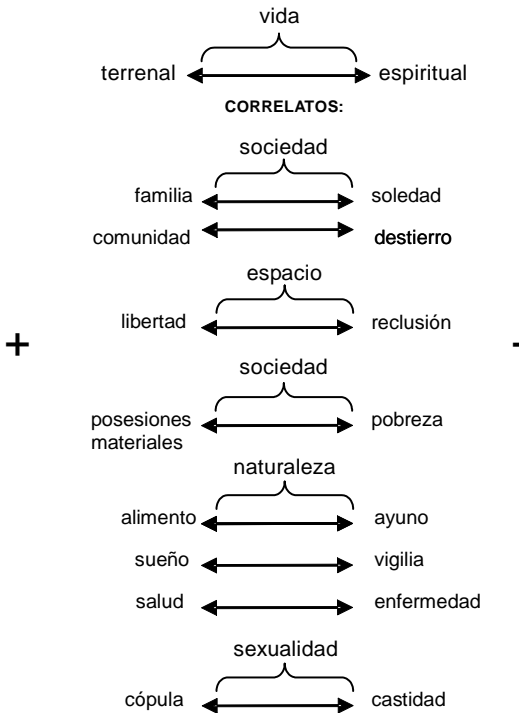 vida
terrenal espiritual
CORRELATOS:
sociedad
familia soledad
comunidad destierro
espacio
libertad reclusión
+ -
sociedad
posesiones
materiales pobreza
naturaleza
alimento ayuno
sueño vigilia
salud enfermedad
sexualidad
cópula castidad